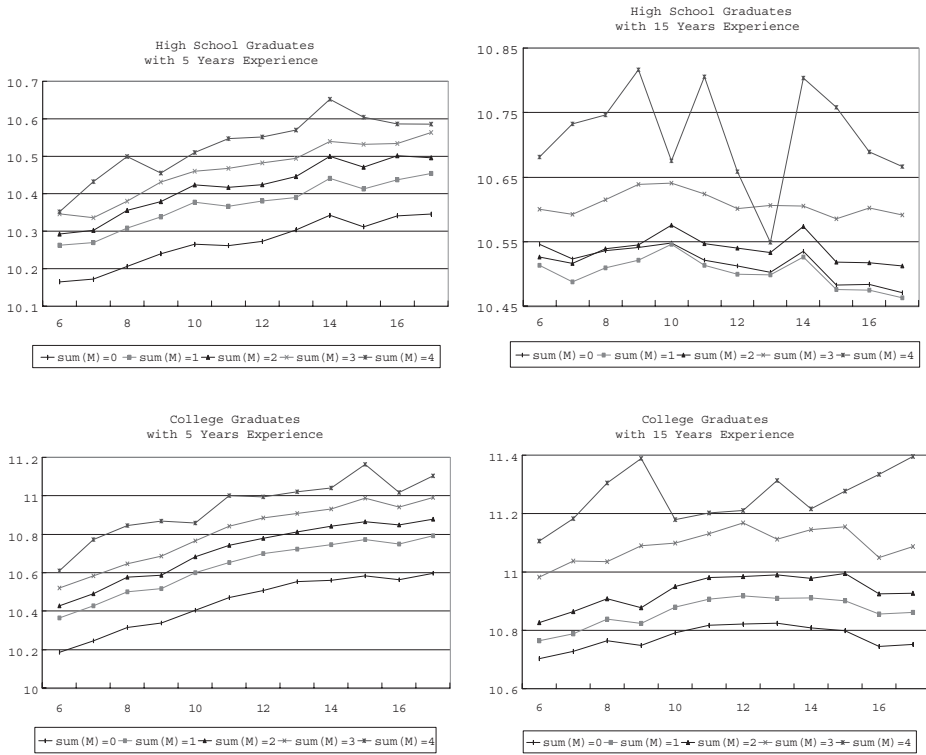 High School Graduates
with 5 Years Experience
10.7
10.6
10.5
10.4
10.3
10.2
10.1
6 8 10 12 14 16
sum(M)=0 sum(M)=1 sum(M)=2 sum(M)=3 sum(M)=4
High School Graduates
with 15 Years Experience
10.85
10.75
10.65
10.55
10.45
6 8 10 12 14 16
sum(M)=0 sum(M)=1 sum(M)=2 sum(M)=3 sum(M)=4
College Graduates
with 5 Years Experience
11.2
11
10.8
10.6
10.4
10.2
10
6 8 10 12 14 16
sum(M)=0 sum(M)=1 sum(M)=2 sum(M)=3 sum(M)=4
College Graduates
with 15 Years Experience
11.4
11.2
11
10.8
10.6
6 8 10 12 14 16
sum(M)=0 sum(M)=1 sum(M)=2 sum(M)=3 sum(M)=4